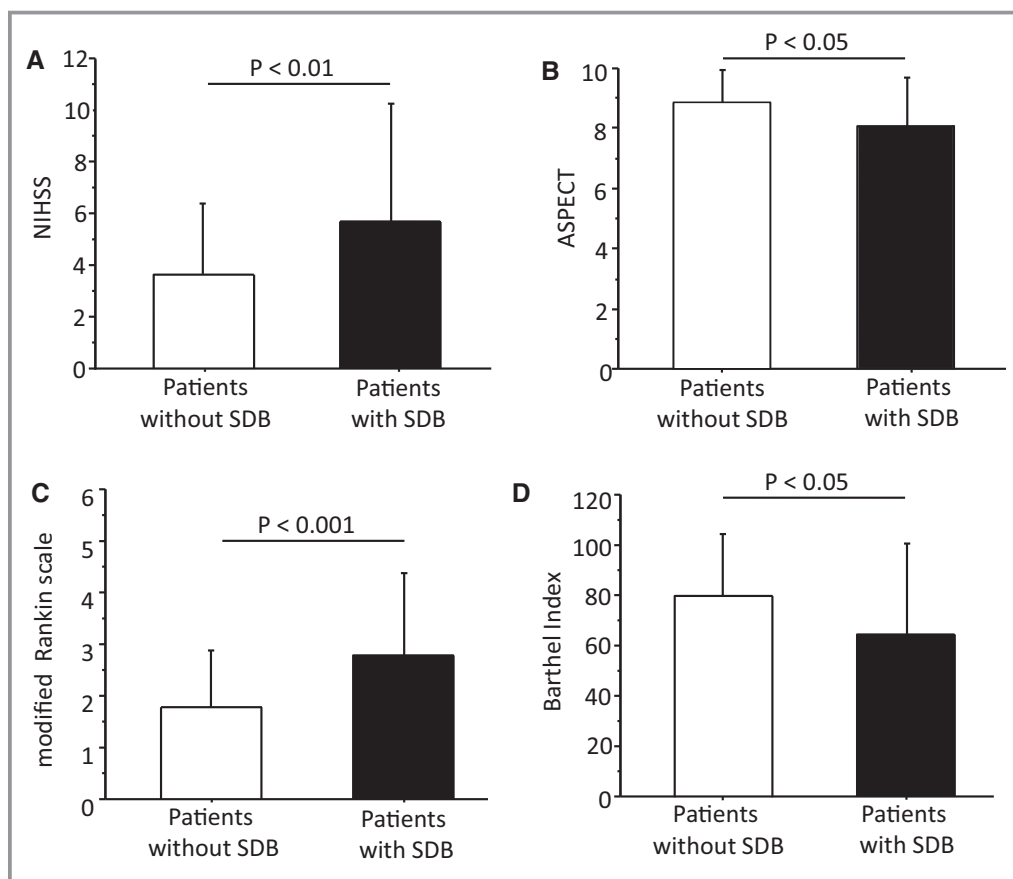 A
P < 0.01
12
10
8
6
4
2
0
NIHSS
Patients
without SDB
Patients
with SDB
B
P < 0.05
10
8
6
4
2
0
ASPECT
Patients
without SDB
Patients
with SDB
C
P < 0.001
6
5
4
3
2
1
0
modified Rankin scale
Patients
without SDB
Patients
with SDB
D
P < 0.05
120
100
80
60
40
20
0
Barthel Index
Patients
without SDB
Patients
with SDB